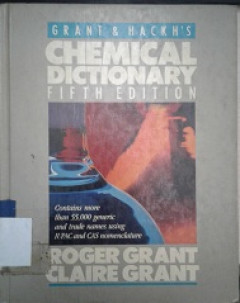 GRANT & HACKH'S
CHEMICAL
DICTIONARY
FIFTH EDITION
Contains more
than 55,000 generic
and trade names using
IUPAC and CAS nomenclature
ROGER GRANT
CLAIRE GRANT